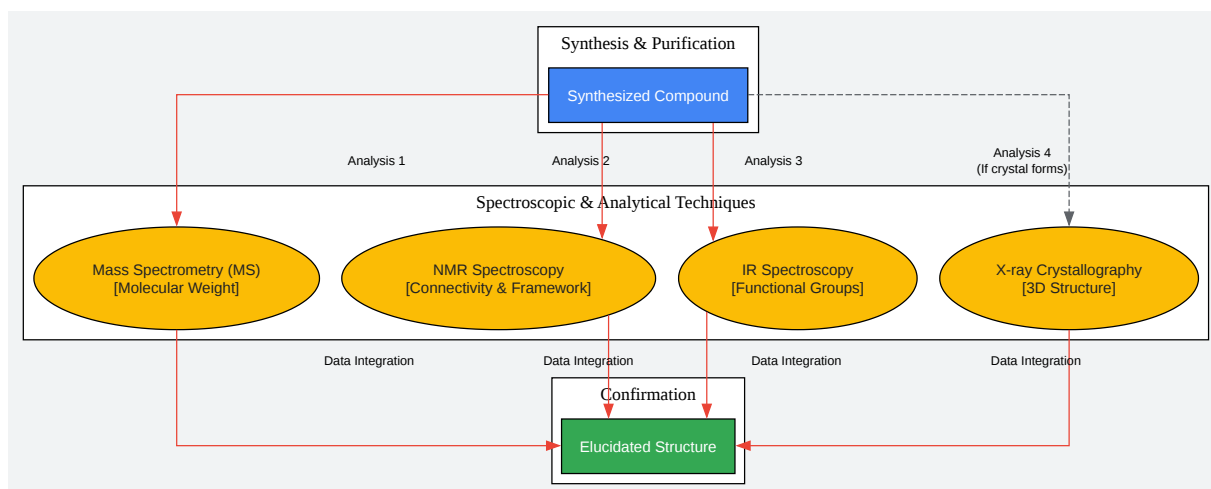 Synthesis & Purification
Synthesized Compound
Analysis 1
Analysis 2
Analysis 3
Analysis 4
(If crystal forms)
Spectroscopic & Analytical Techniques
Mass Spectrometry (MS)
[Molecular Weight]
NMR Spectroscopy
[Connectivity & Framework]
IR Spectroscopy
[Functional Groups]
X-ray Crystallography
[3D Structure]
Data Integration
Data Integration
Data Integration
Data Integration
Confirmation
Elucidated Structure